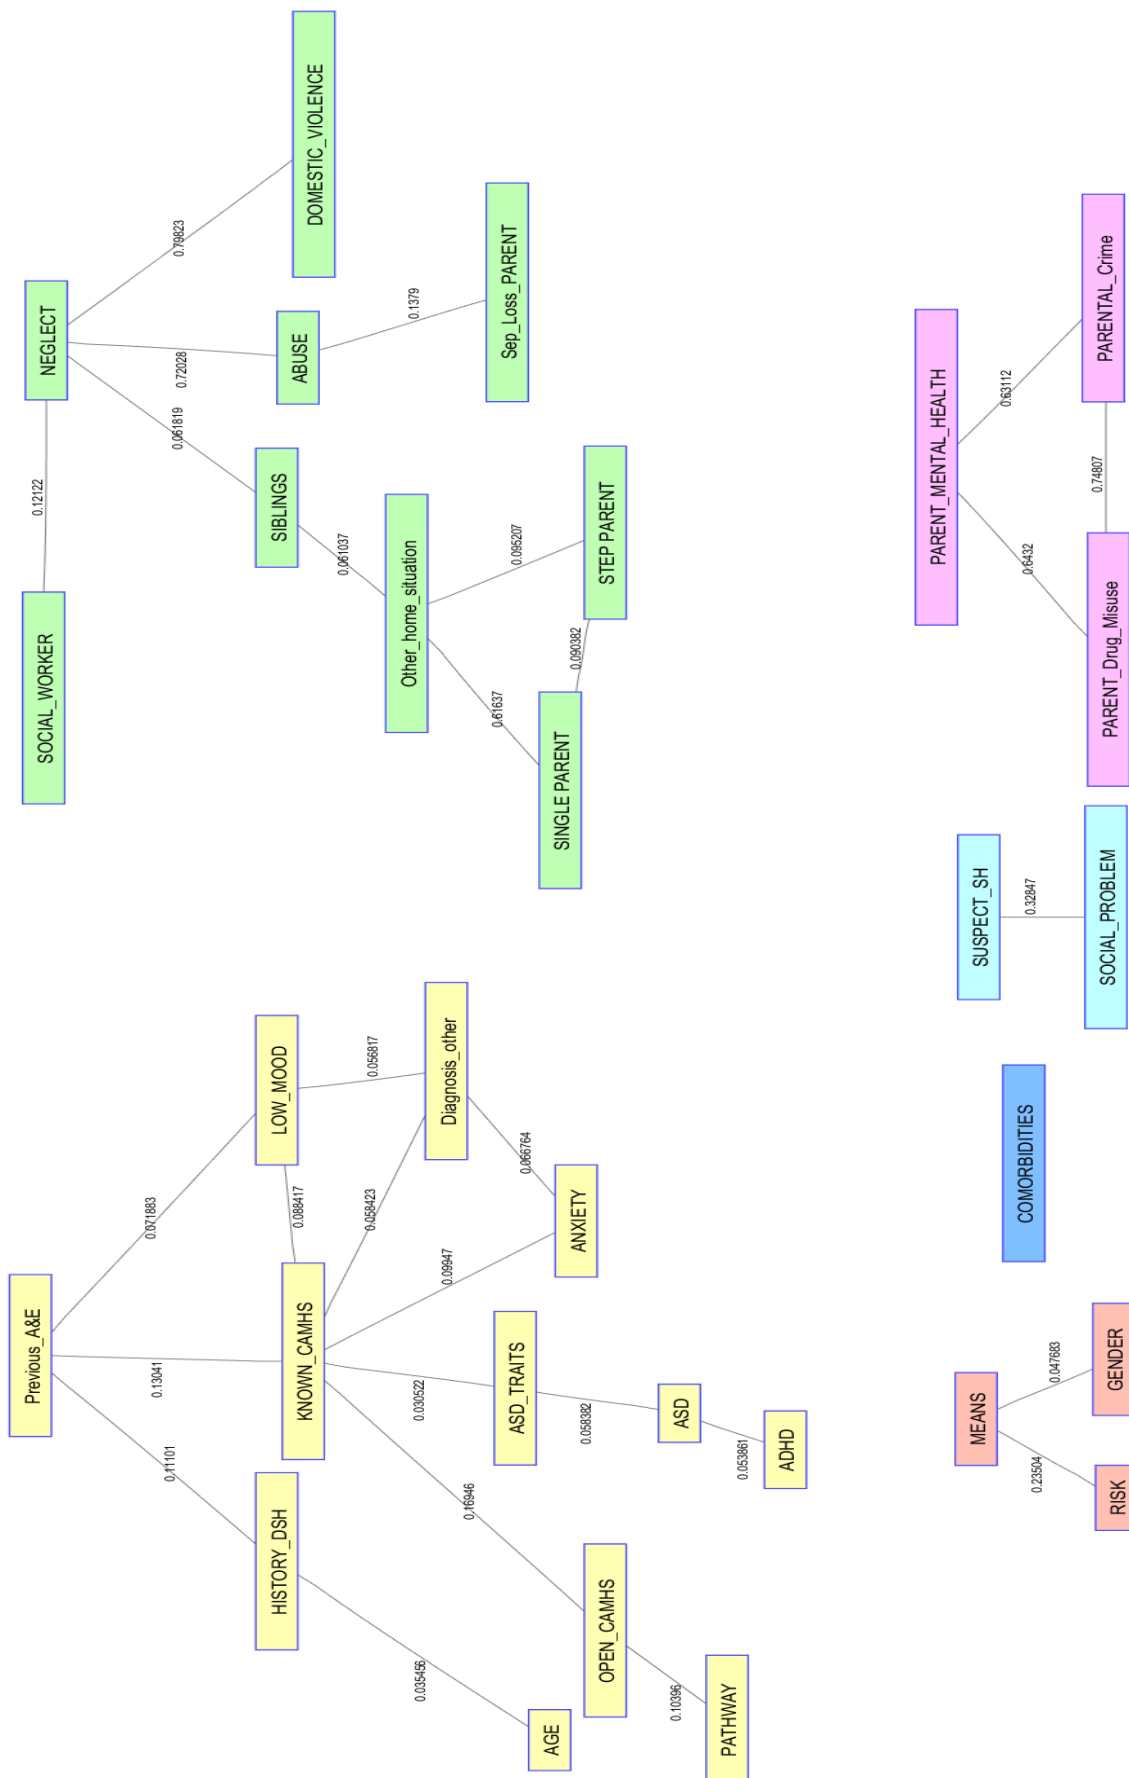 Previous_A&E
0.11101
0.13041
0.071883
HISTORY_DSH
KNOWN_CAMHS
0.088417
LOW_MOOD
0.035456
0.16946
0.030522
0.09947
0.058423
0.056817
AGE
OPEN_CAMHS
ASD_TRAITS
ANXIETY
0.066764
Diagnosis_other
0.10396
0.058382
PATHWAY
ASD
0.053861
ADHD
SOCIAL_WORKER
0.12122
NEGLECT
0.061819
0.72028
0.79823
SIBLINGS
ABUSE
DOMESTIC_VIOLENCE
0.061037
0.1379
Other_home_situation
Sep_Loss_PARENT
0.61637
0.095207
SINGLE PARENT
0.090382
STEP PARENT
MEANS
0.23504
0.047683
RISK
GENDER
COMORBIDITIES
SUSPECT_SH
0.32847
SOCIAL_PROBLEM
PARENT_MENTAL_HEALTH
0.6432
0.63112
PARENT_Drug_Misuse
0.74807
PARENTAL_Crime